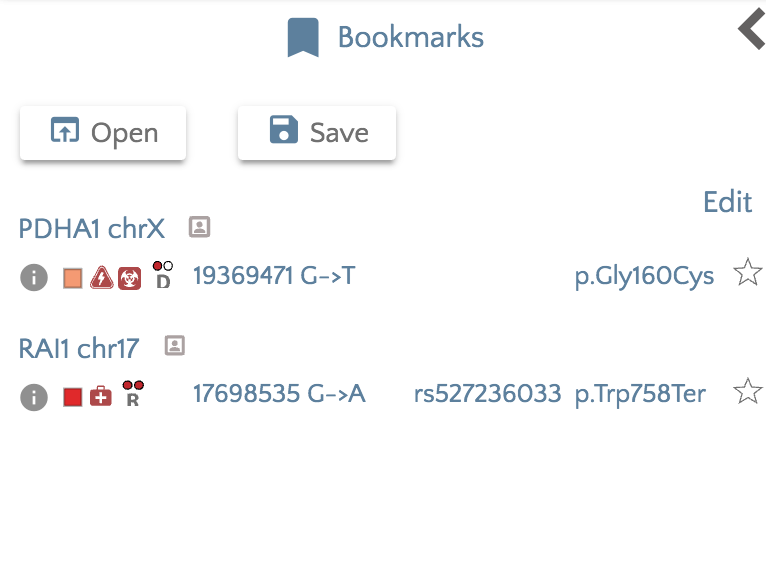 Bookmarks
Open Save
Edit
PDHA1 chrX
D 19369471 G->T p.Gly160Cys
RAI1 chr17
R 17698535 G->A rs527236033 p.Trp758Ter